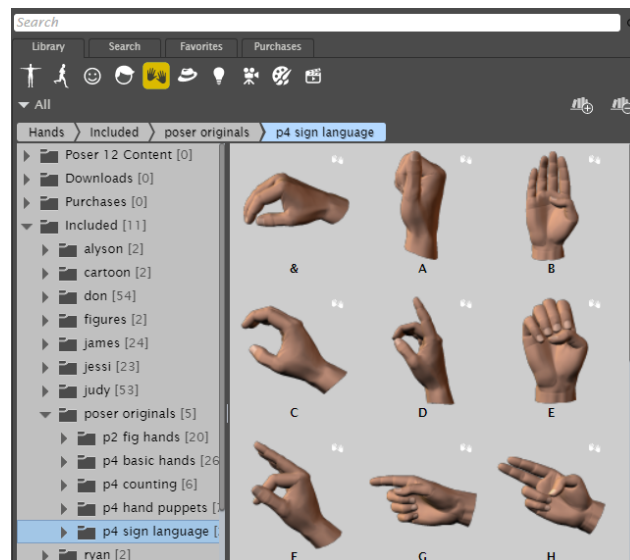 Search
Library Search Favorites Purchases
All
Hands Included poser originals p4 sign language
Poser 12 Content [0]
Downloads [0]
Purchases [0]
Included [11]
alyson [2]
cartoon [2]
don [54]
figures [2]
james [24]
jessi [23]
judy [53]
poser originals [5]
p2 fig hands [20]
p4 basic hands [26
p4 counting [6]
p4 hand puppets [
p4 sign language [
ryan [2]
& A B
C D E
F G H